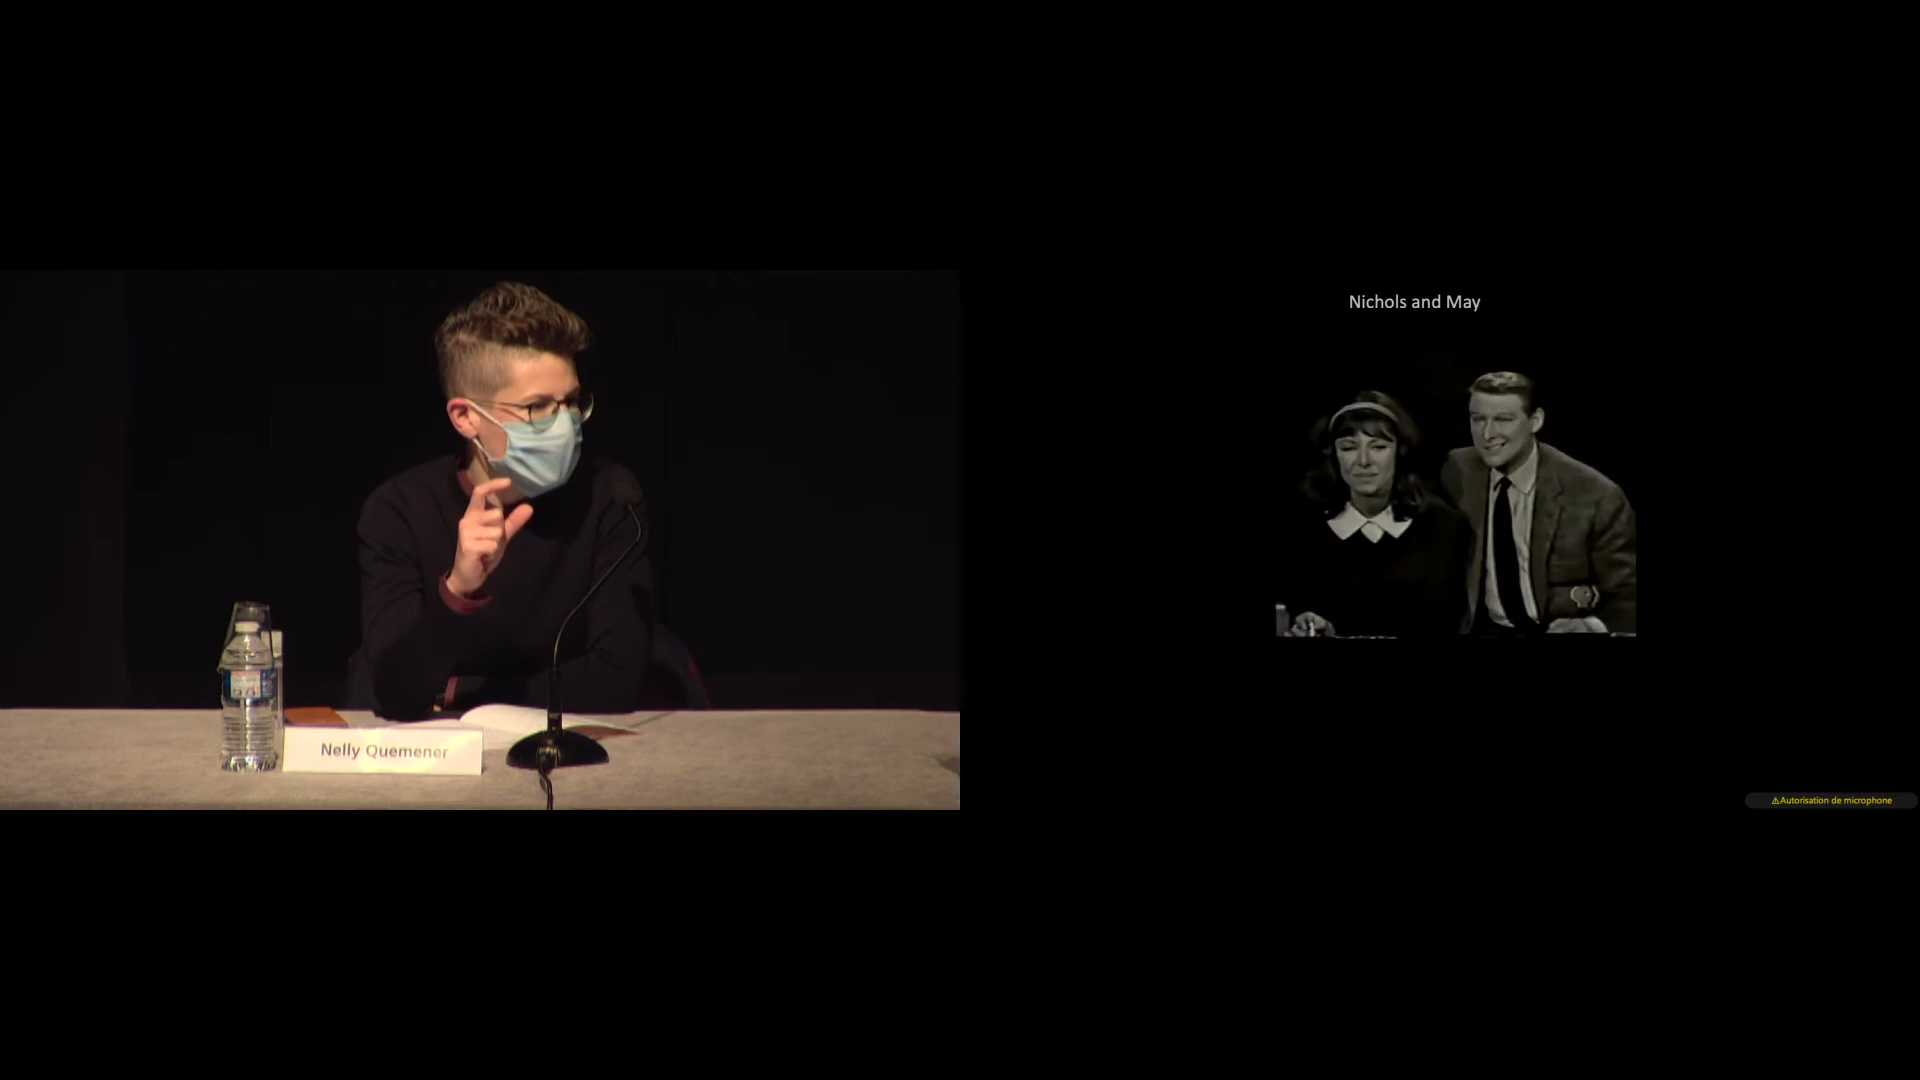 Nichols and May
Nelly Quemener
⚠Autorisation de microphone